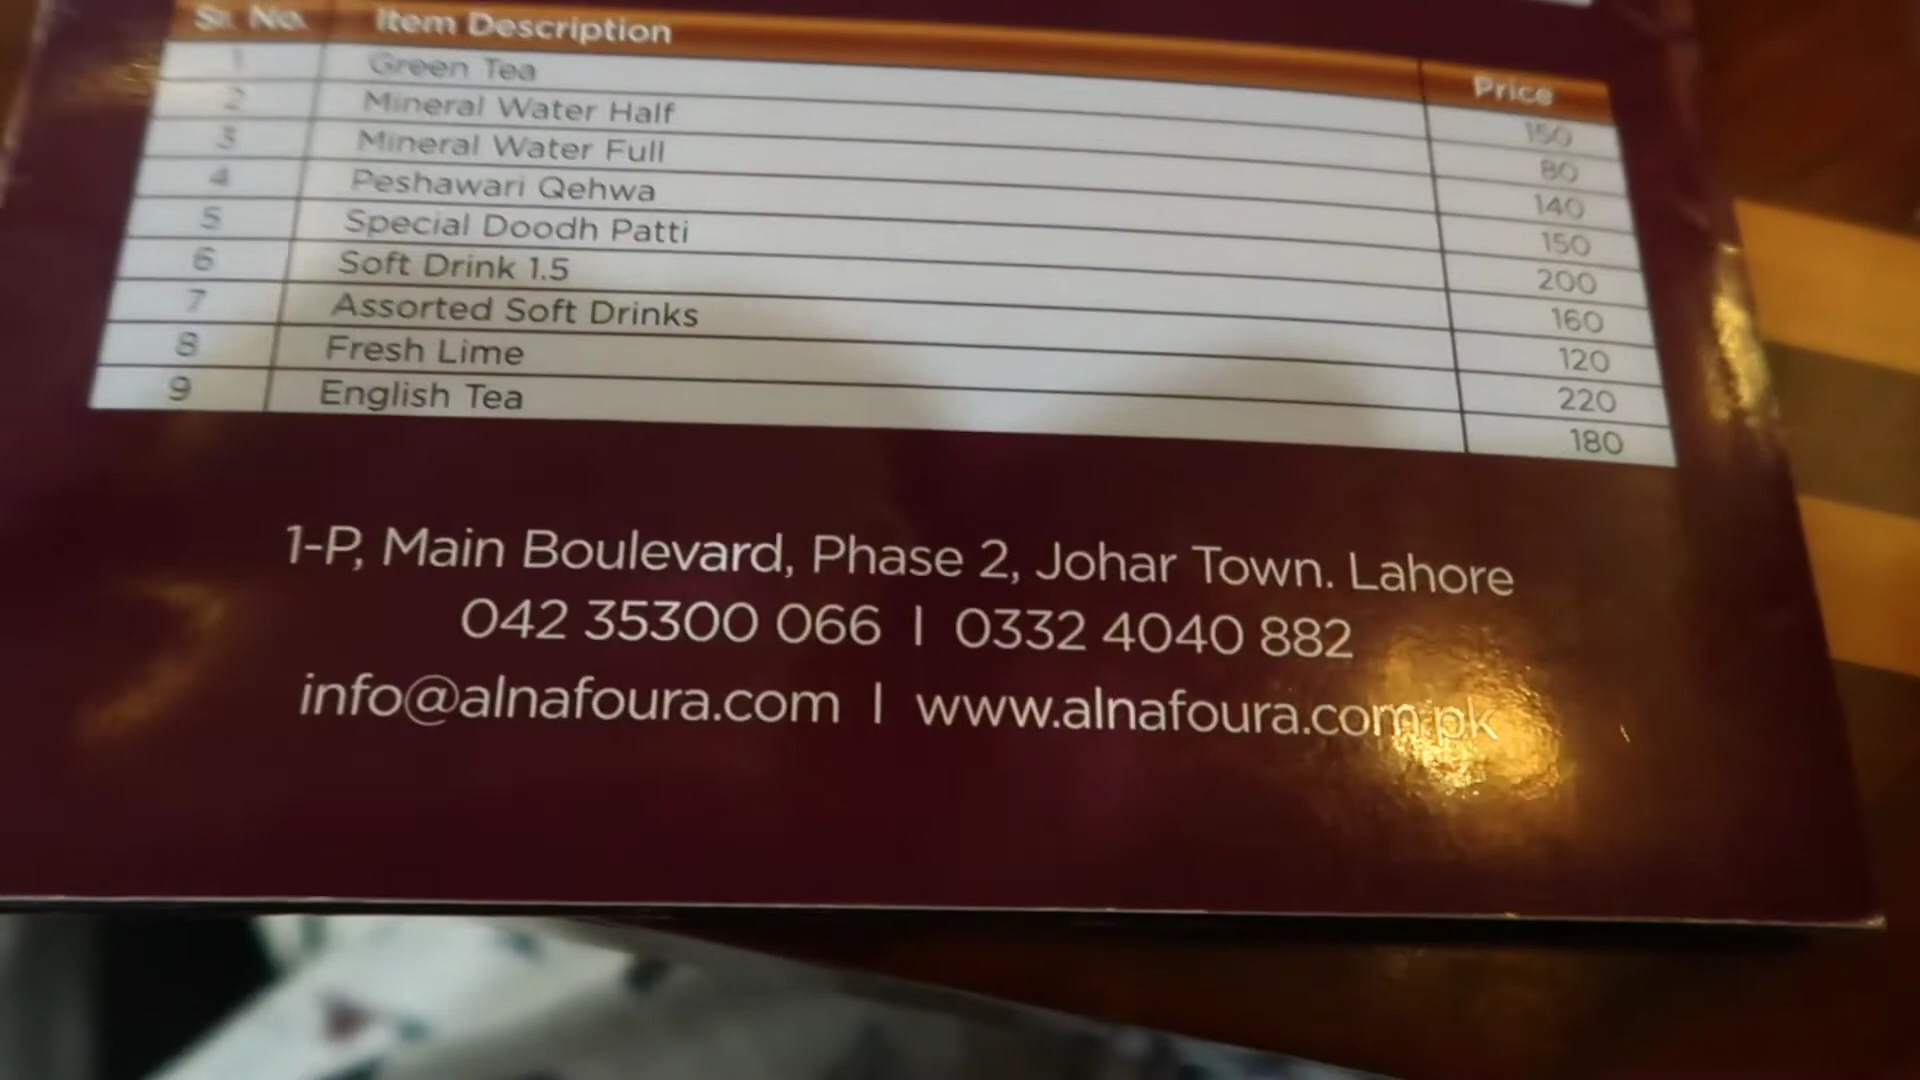 Sr. No. Item Description Price
1 Green Tea 150
2 Mineral Water Half 80
3 Mineral Water Full 140
4 Peshawari Qehwa 150
5 Special Doodh Patti 200
6 Soft Drink 1.5 160
7 Assorted Soft Drinks 120
8 Fresh Lime 220
9 English Tea 180
1-P, Main Boulevard, Phase 2, Johar Town. Lahore
042 35300 066 | 0332 4040 882
info@alnafoura.com | www.alnafoura.com.pk